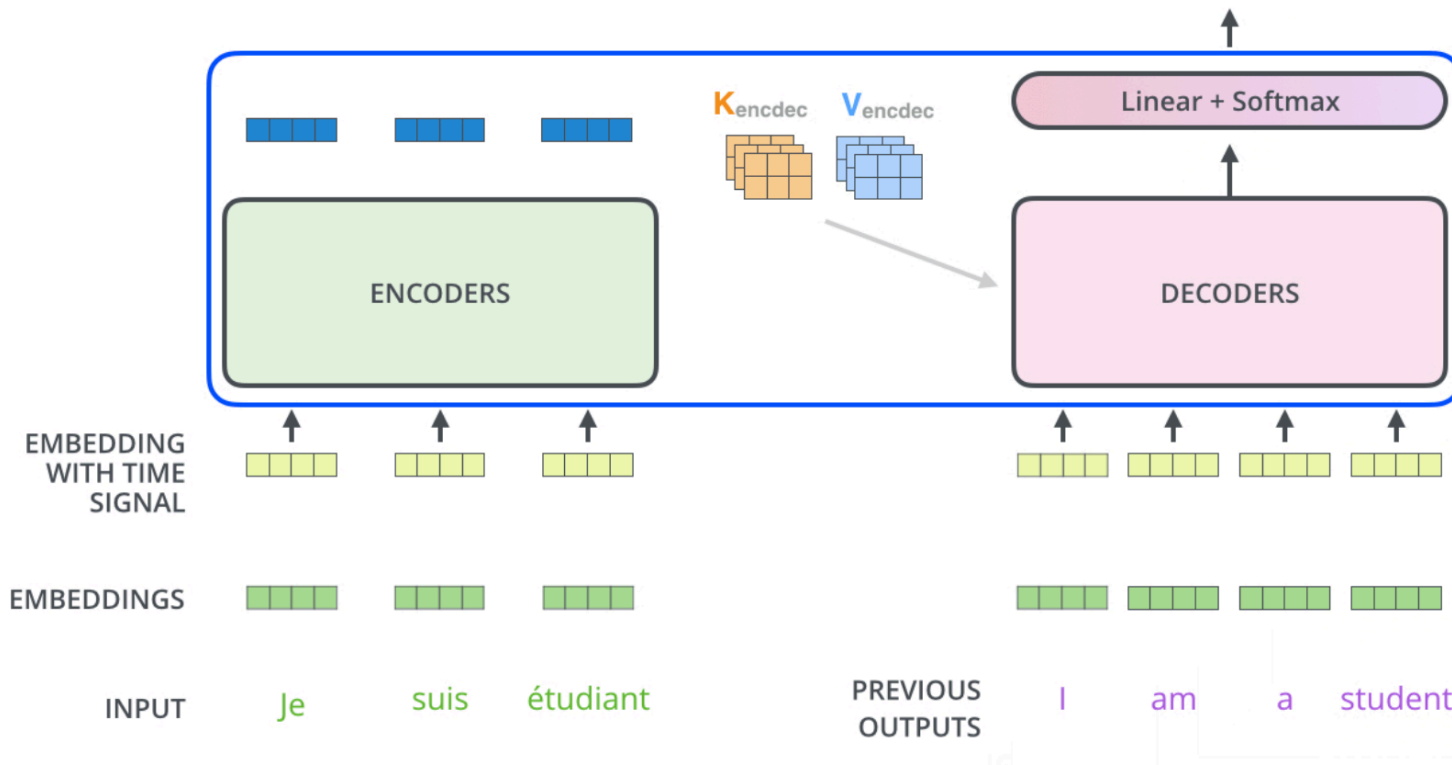 Kencdec Vencdec
Linear + Softmax
ENCODERS
DECODERS
EMBEDDING
WITH TIME
SIGNAL
EMBEDDINGS
INPUT
Je suis étudiant
PREVIOUS
OUTPUTS
I am a student